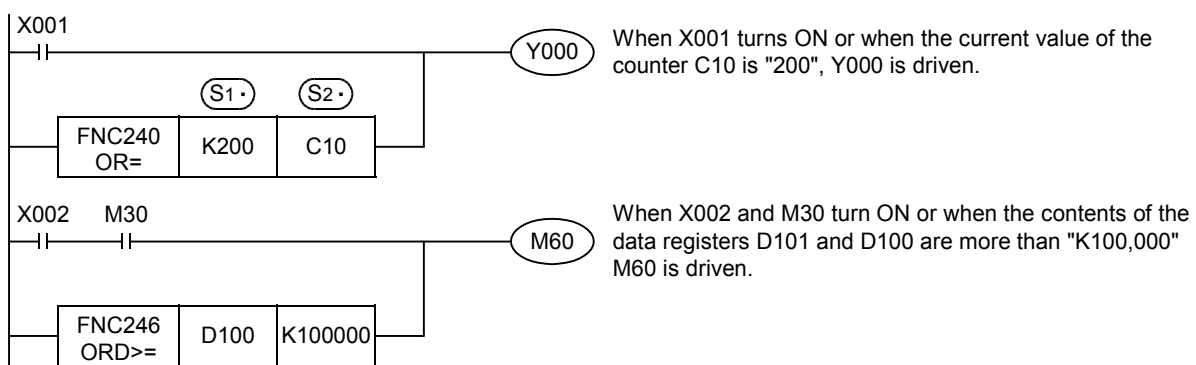 X001
Y000
When X001 turns ON or when the current value of the
counter C10 is "200", Y000 is driven.
S1・ S2・
FNC240
OR= K200 C10
X002 M30
M60
When X002 and M30 turn ON or when the contents of the
data registers D101 and D100 are more than "K100,000"
M60 is driven.
FNC246
ORD>= D100 K100000